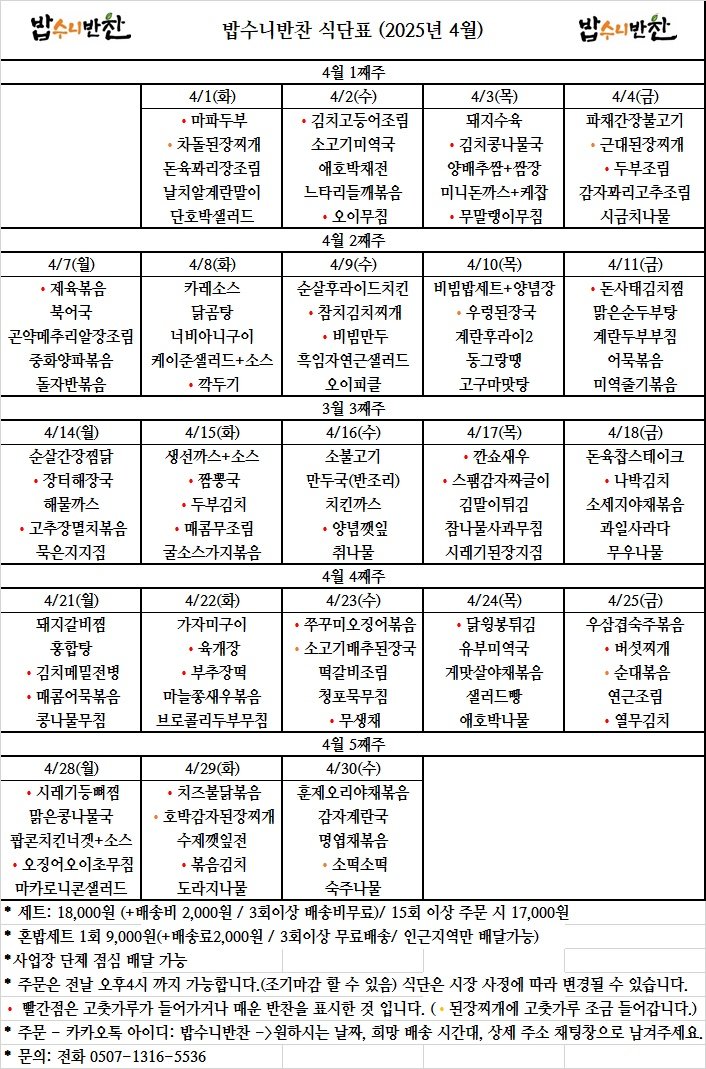 밥수니반찬 밥수니반찬 식단표 (2025년 4월) 밥수니반찬
4월 1째주
4/1(화) 4/2(수) 4/3(목) 4/4(금)
• 마파두부 • 김치고등어조림 돼지수육 파채간장불고기
• 차돌된장찌개 소고기미역국 • 김치콩나물국 • 근대된장찌개
돈육꽈리장조림 애호박채전 양배추쌈+쌈장 • 두부조림
날치알계란말이 느타리들깨볶음 미니돈까스+케찹 감자꽈리고추조림
단호박샐러드 • 오이무침 • 무말랭이무침 시금치나물
4월 2째주
4/7(월) 4/8(화) 4/9(수) 4/10(목) 4/11(금)
• 제육볶음 카레소스 순살후라이드치킨 비빔밥세트+양념장 • 돈사태김치찜
북어국 닭곰탕 • 참치김치찌개 • 우렁된장국 맑은순두부탕
곤약메추리알장조림 너비아니구이 • 비빔만두 계란후라이2 계란두부부침
중화양파볶음 케이준샐러드+소스 흑임자연근샐러드 동그랑땡 어묵볶음
돌자반볶음 • 깍두기 오이피클 고구마맛탕 미역줄기볶음
3월 3째주
4/14(월) 4/15(화) 4/16(수) 4/17(목) 4/18(금)
순살간장찜닭 생선까스+소스 소불고기 • 깐쇼새우 돈육찹스테이크
• 장터해장국 • 짬뽕국 만두국(반조리) • 스팸감자짜글이 • 나박김치
해물까스 • 두부김치 치킨까스 김말이튀김 소세지야채볶음
• 고추장멸치볶음 • 매콤무조림 • 양념깻잎 참나물사과무침 과일사라다
묵은지지짐 굴소스가지볶음 취나물 시레기된장지짐 무우나물
4월 4째주
4/21(월) 4/22(화) 4/23(수) 4/24(목) 4/25(금)
돼지갈비찜 가자미구이 • 쭈꾸미오징어볶음 • 닭윙봉튀김 우삼겹숙주볶음
홍합탕 • 육개장 • 소고기배추된장국 유부미역국 • 버섯찌개
• 김치메밀전병 • 부추장떡 떡갈비조림 게맛살야채볶음 • 순대볶음
• 매콤어묵볶음 마늘쫑새우볶음 청포묵무침 샐러드빵 연근조림
콩나물무침 브로콜리두부무침 • 무생채 애호박나물 • 열무김치
4월 5째주
4/28(월) 4/29(화) 4/30(수)
• 시레기등뼈찜 • 치즈불닭볶음 훈제오리야채볶음
맑은콩나물국 • 호박감자된장찌개 감자계란국
팝콘치킨너겟+소스 수제깻잎전 명엽채볶음
• 오징어오이초무침 • 볶음김치 • 소떡소떡
마카로니콘샐러드 도라지나물 숙주나물
* 세트: 18,000원 (+배송비 2,000원 / 3회이상 배송비무료)/ 15회 이상 주문 시 17,000원
* 혼밥세트 1회 9,000원(+배송료2,000원 / 3회이상 무료배송/ 인근지역만 배달가능)
*사업장 단체 점심 배달 가능
* 주문은 전날 오후4시 까지 가능합니다.(조기마감 할 수 있음) 식단은 시장 사정에 따라 변경될 수 있습니다.
• 빨간점은 고춧가루가 들어가거나 매운 반찬을 표시한 것 입니다. ( • 된장찌개에 고춧가루 조금 들어갑니다.)
* 주문 - 카카오톡 아이디: 밥수니반찬 ->원하시는 날짜, 희망 배송 시간대, 상세 주소 채팅창으로 남겨주세요.
* 문의: 전화 0507-1316-5536